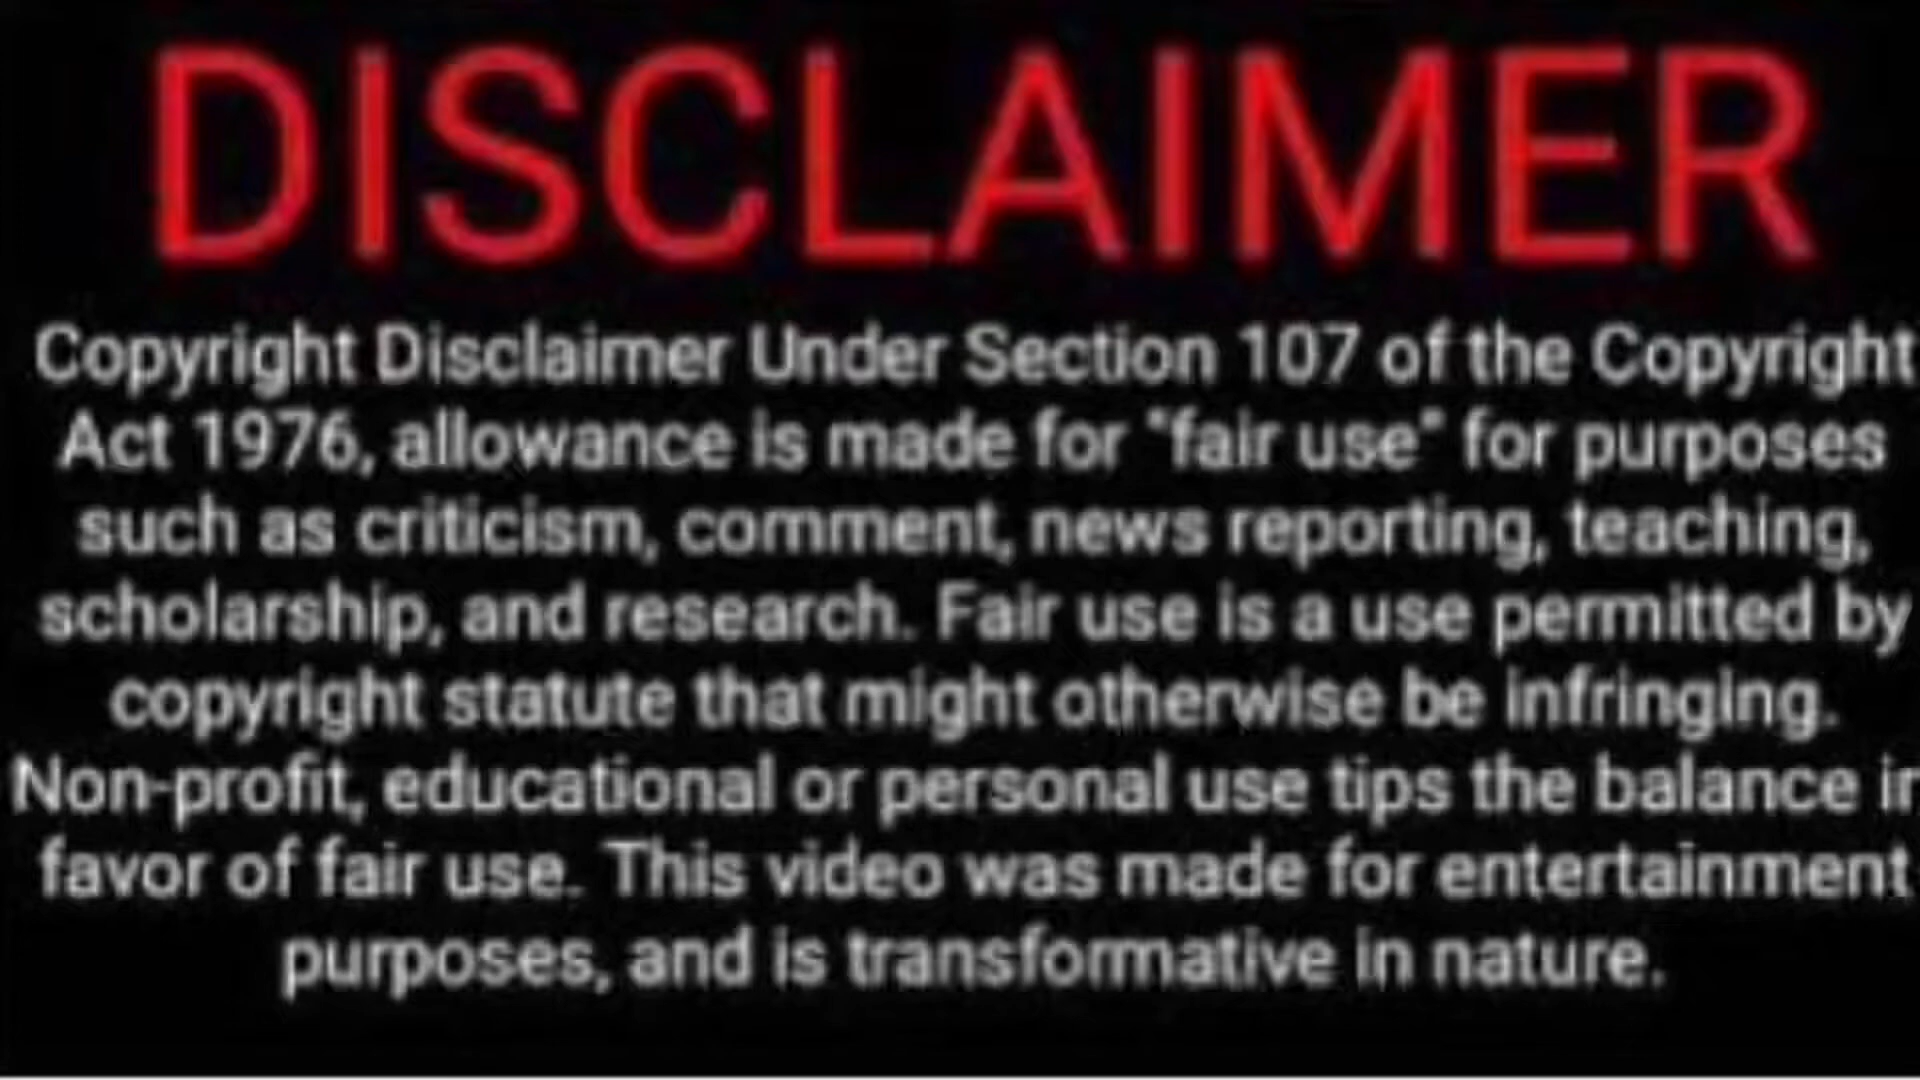 DISCLAIMER
Copyright Disclaimer Under Section 107 of the Copyright
Act 1976, allowance is made for "fair use" for purposes
such as criticism, comment, news reporting, teaching,
scholarship, and research. Fair use is a use permitted by
copyright statute that might otherwise be infringing.
Non-profit, educational or personal use tips the balance in
favor of fair use. This video was made for entertainment
purposes, and is transformative in nature.